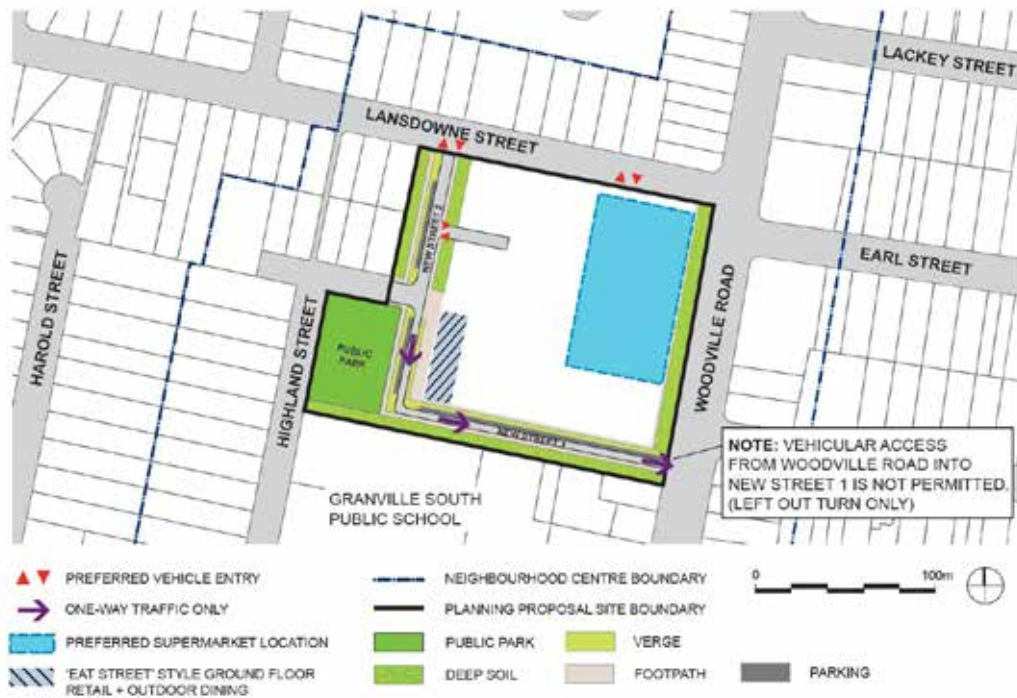 LACKEY STREET
LANSDOWNE STREET
NEW STREET 2
EARL STREET
HAROLD STREET
HIGHLAND STREET
PUBLIC
PARK
WOODVILLE ROAD
NEW STREET 1
NOTE: VEHICULAR ACCESS
FROM WOODVILLE ROAD INTO
NEW STREET 1 IS NOT PERMITTED.
(LEFT OUT TURN ONLY)
GRANVILLE SOUTH
PUBLIC SCHOOL
PREFERRED VEHICLE ENTRY
ONE-WAY TRAFFIC ONLY
PREFERRED SUPERMARKET LOCATION
'EAT STREET' STYLE GROUND FLOOR
RETAIL + OUTDOOR DINING
NEIGHBOURHOOD CENTRE BOUNDARY
PLANNING PROPOSAL SITE BOUNDARY
PUBLIC PARK
VERGE
DEEP SOIL
FOOTPATH
PARKING
0 100m